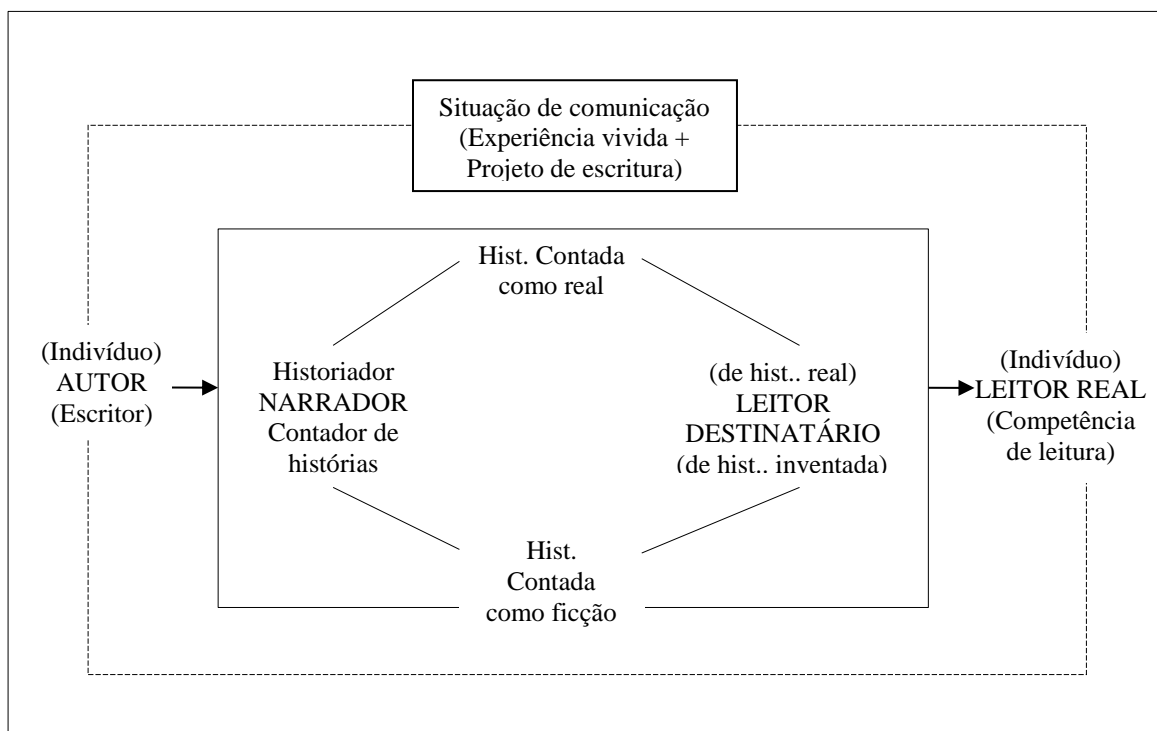 Situação de comunicação
(Experiência vivida +
Projeto de escritura)
Hist. Contada
como real
(Indivíduo)
AUTOR
(Escritor)
Historiador
NARRADOR
Contador de
histórias
(de hist.. real)
LEITOR
DESTINATÁRIO
(de hist.. inventada)
(Indivíduo)
LEITOR REAL
(Competência
de leitura)
Hist.
Contada
como ficção